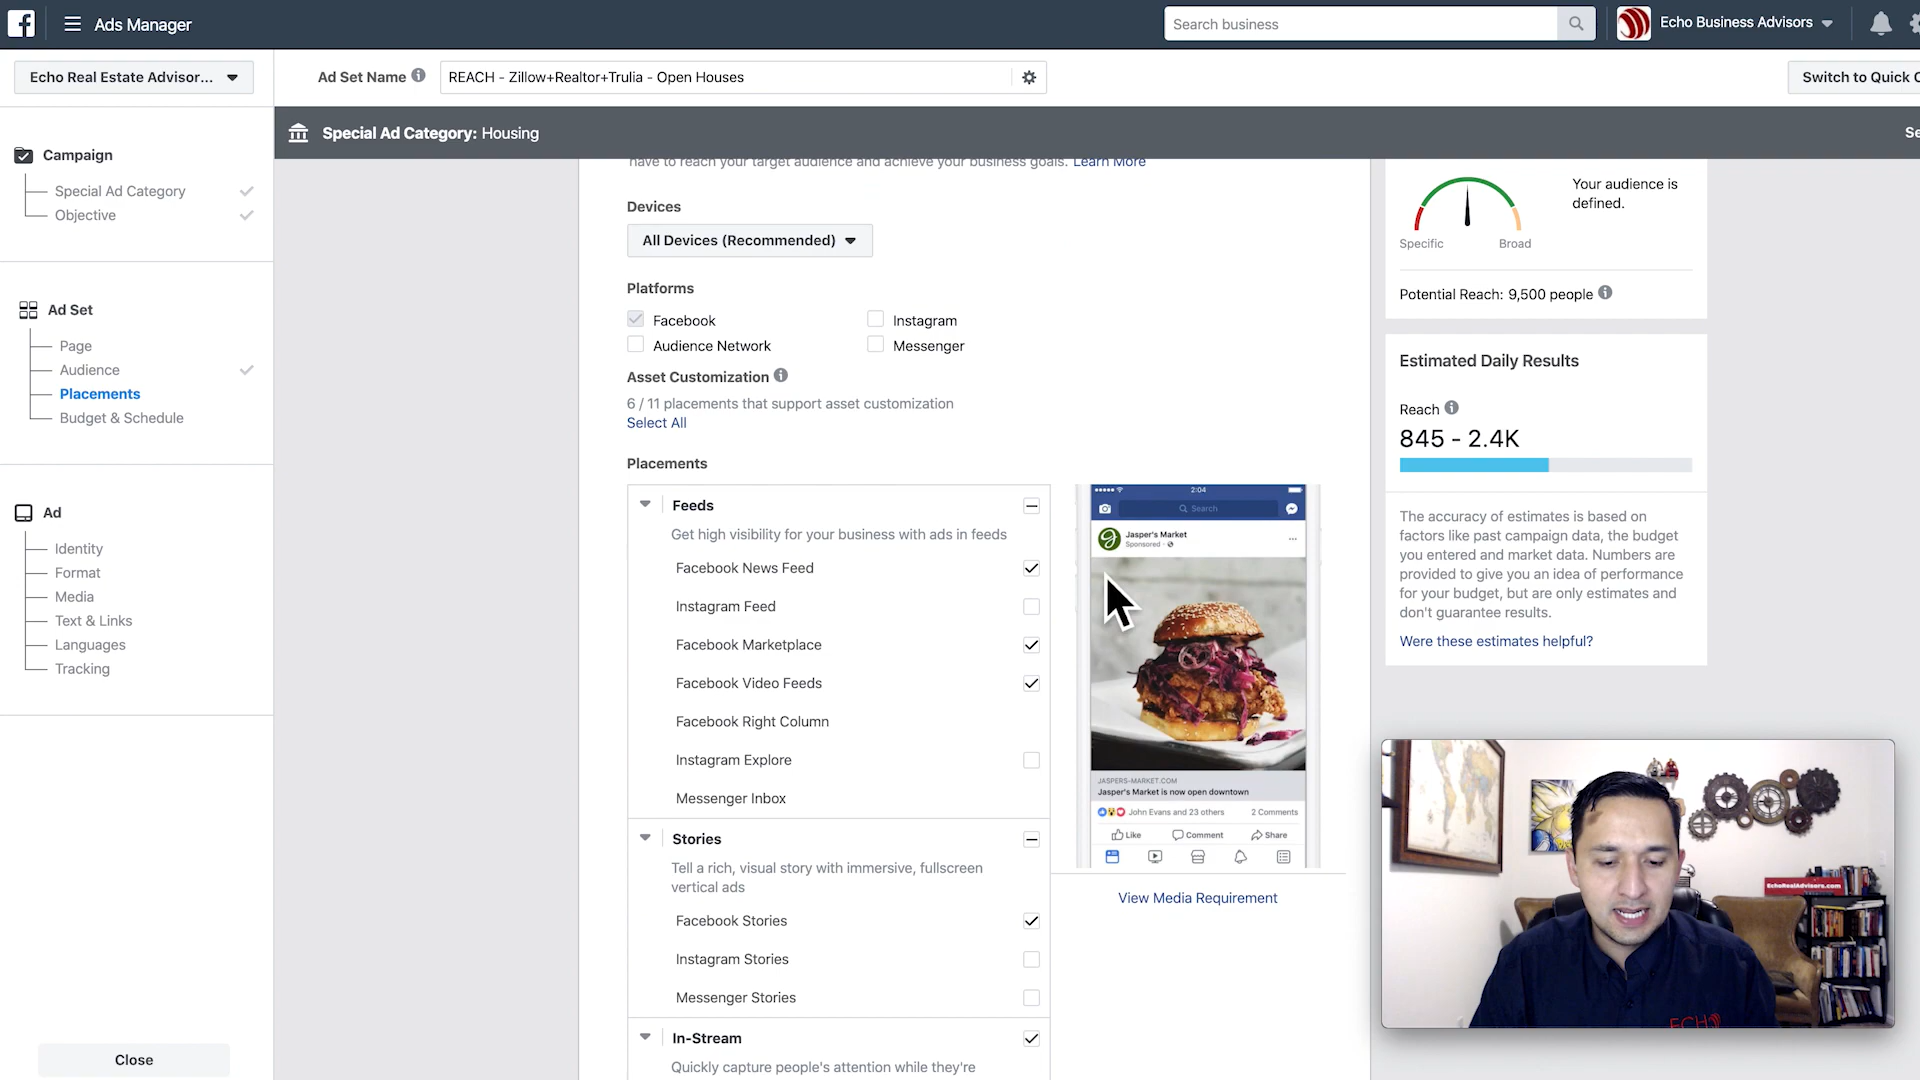 Ads Manager
Search business
Echo Business Advisors
Echo Real Estate Advisor...
Ad Set Name
REACH - Zillow+Realtor+Trulia - Open Houses
Switch to Quick C
Special Ad Category: Housing
Se
Campaign
Special Ad Category
Objective
Ad Set
Page
Audience
Placements
Budget & Schedule
Ad
Identity
Format
Media
Text & Links
Languages
Tracking
Close
have to reach your target audience and achieve your business goals. Learn More
Devices
All Devices (Recommended)
Platforms
Facebook
Instagram
Audience Network
Messenger
Asset Customization
6 / 11 placements that support asset customization
Select All
Placements
Feeds
Get high visibility for your business with ads in feeds
Facebook News Feed
Instagram Feed
Facebook Marketplace
Facebook Video Feeds
Facebook Right Column
Instagram Explore
Messenger Inbox
Stories
Tell a rich, visual story with immersive, fullscreen
vertical ads
Facebook Stories
Instagram Stories
Messenger Stories
In-Stream
Quickly capture people's attention while they're
2:04
Search
Jasper's Market
Sponsored
JASPERS-MARKET.COM
Jasper's Market is now open downtown
John Evans and 23 others
2 Comments
Like
Comment
Share
View Media Requirement
Your audience is
defined.
Specific
Broad
Potential Reach: 9,500 people
Estimated Daily Results
Reach
845 - 2.4K
The accuracy of estimates is based on
factors like past campaign data, the budget
you entered and market data. Numbers are
provided to give you an idea of performance
for your budget, but are only estimates and
don't guarantee results.
Were these estimates helpful?
EchoRealAdvisors.com
ECHO